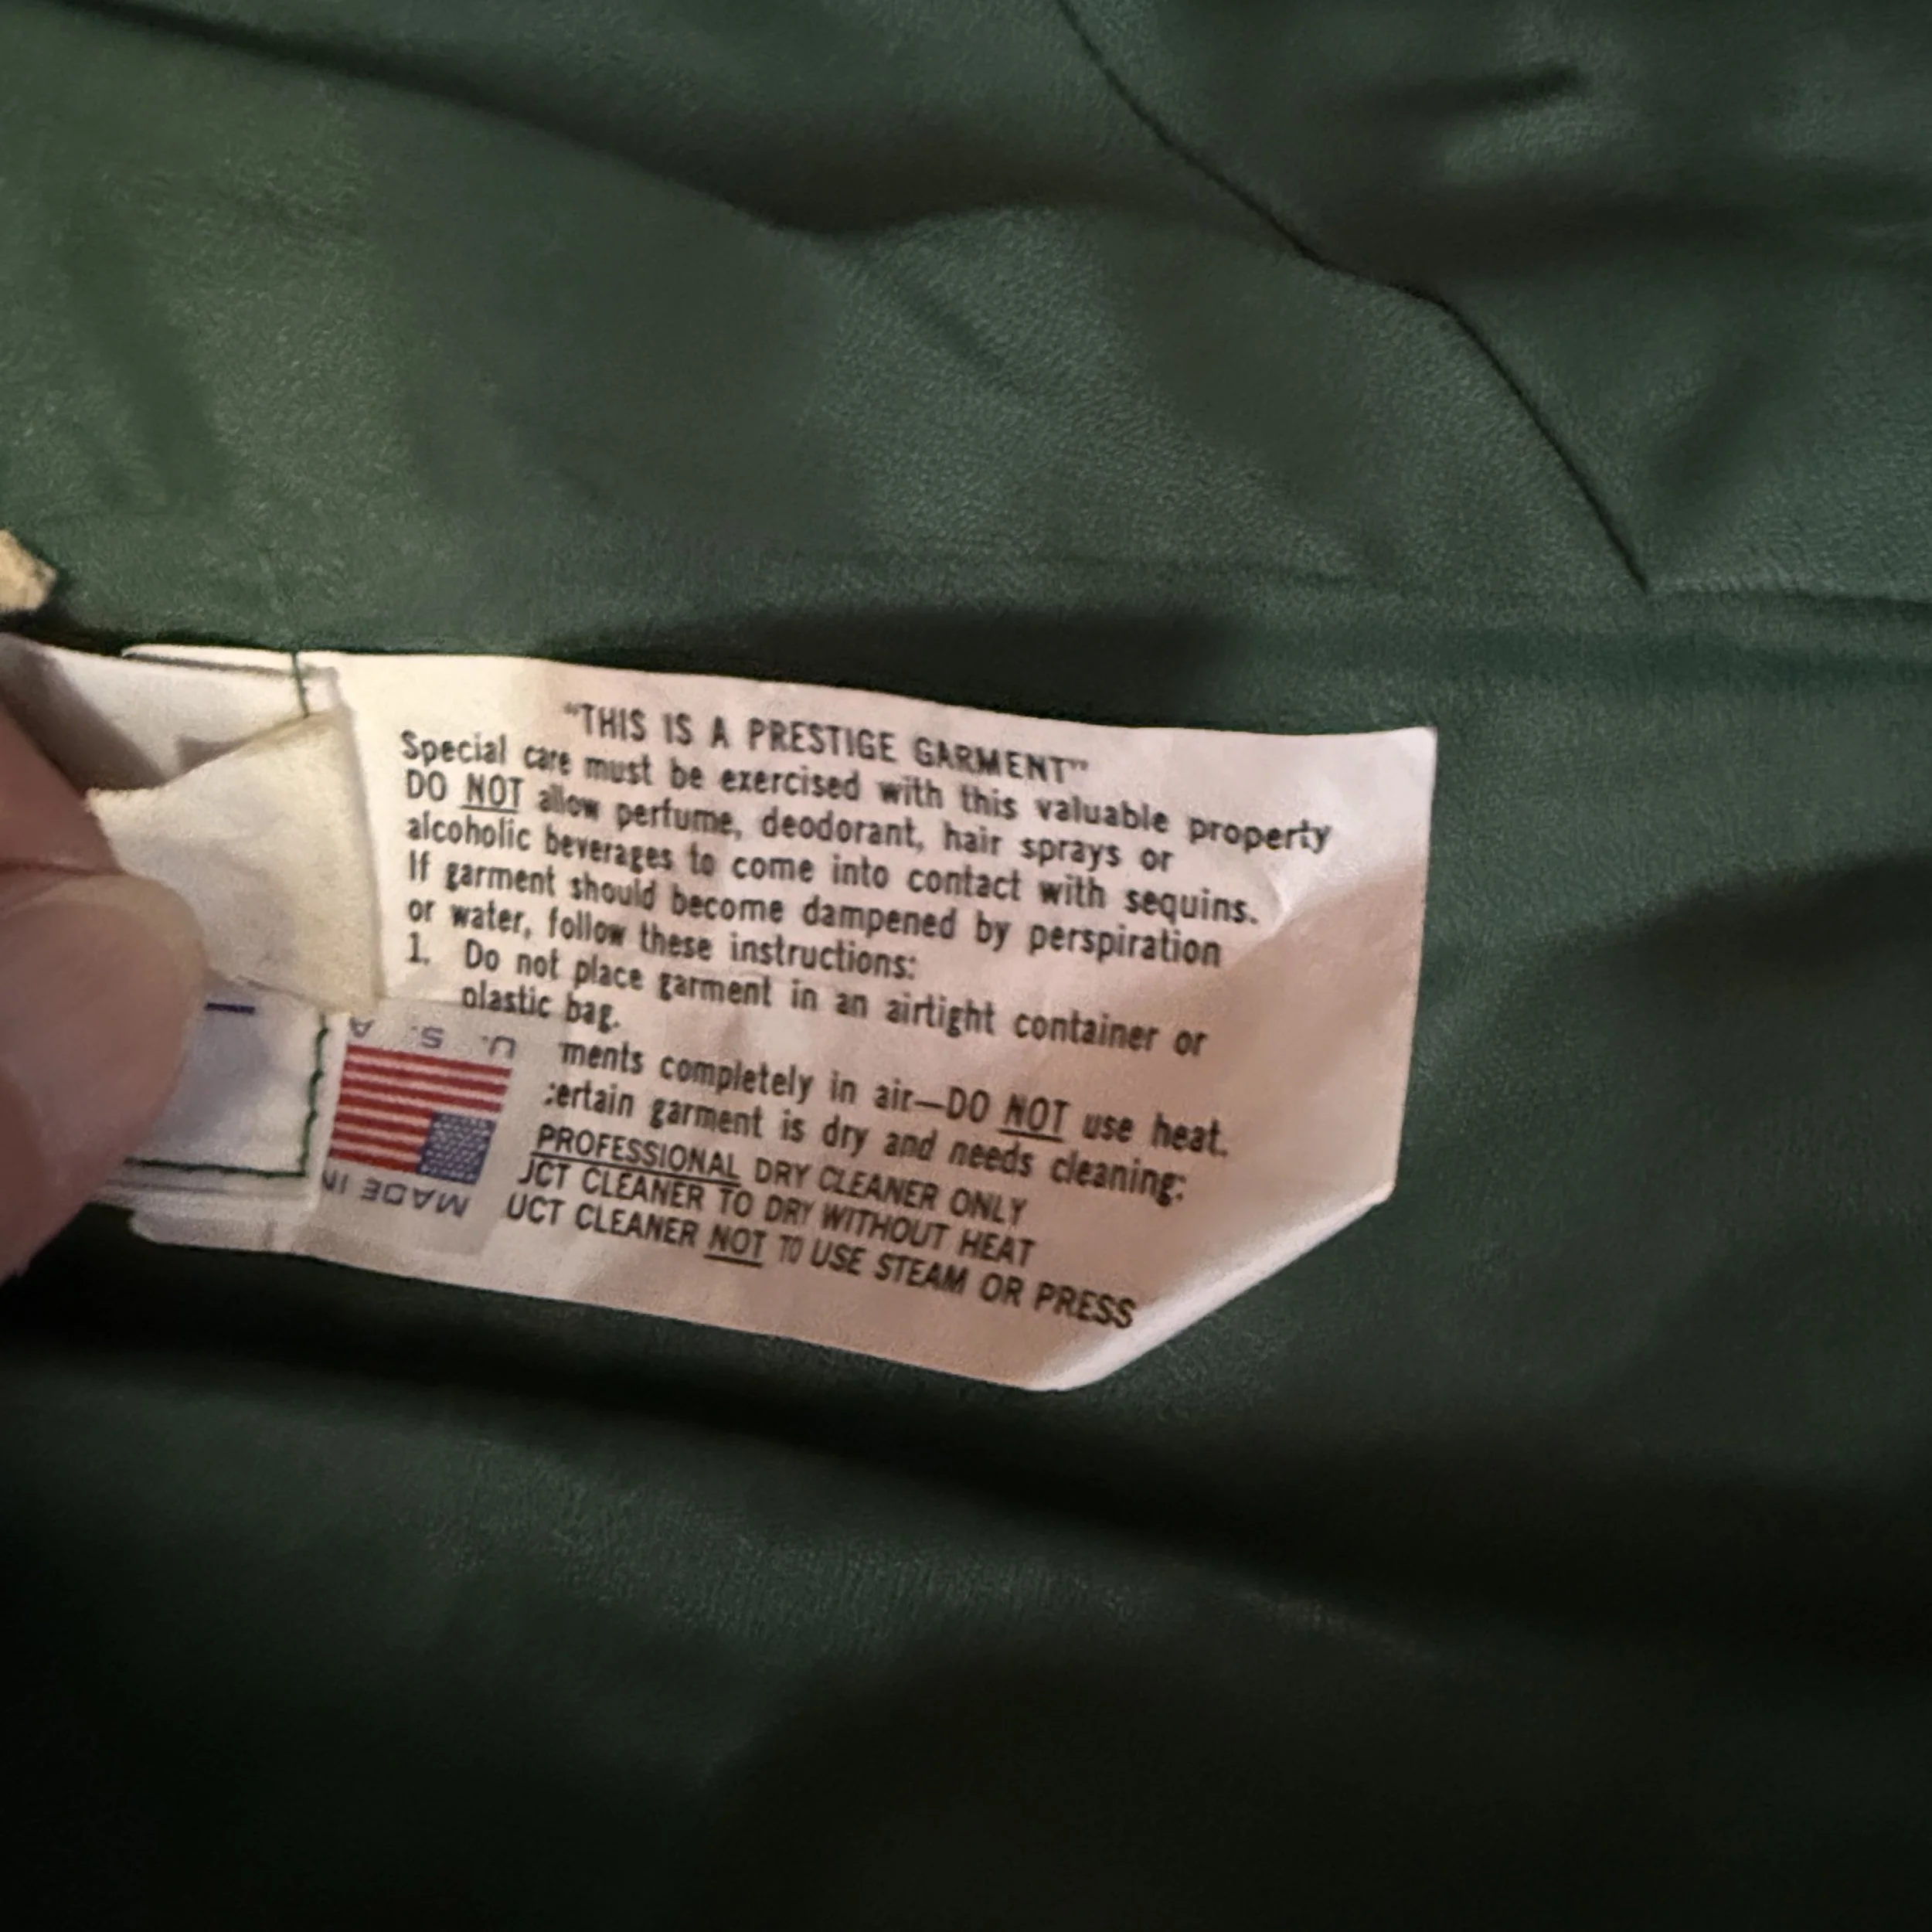 "THIS IS A PRESTIGE GARMENT"
Special care must be exercised with this valuable property
DO NOT allow perfume, deodorant, hair sprays or
alcoholic beverages to come into contact with sequins.
If garment should become dampened by perspiration
or water, follow these instructions:
1. Do not place garment in an airtight container or
plastic bag.
ments completely in air—DO NOT use heat.
ertain garment is dry and needs cleaning:
PROFESSIONAL DRY CLEANER ONLY
UCT CLEANER TO DRY WITHOUT HEAT
UCT CLEANER NOT TO USE STEAM OR PRESS
MADE IN
U. S. A